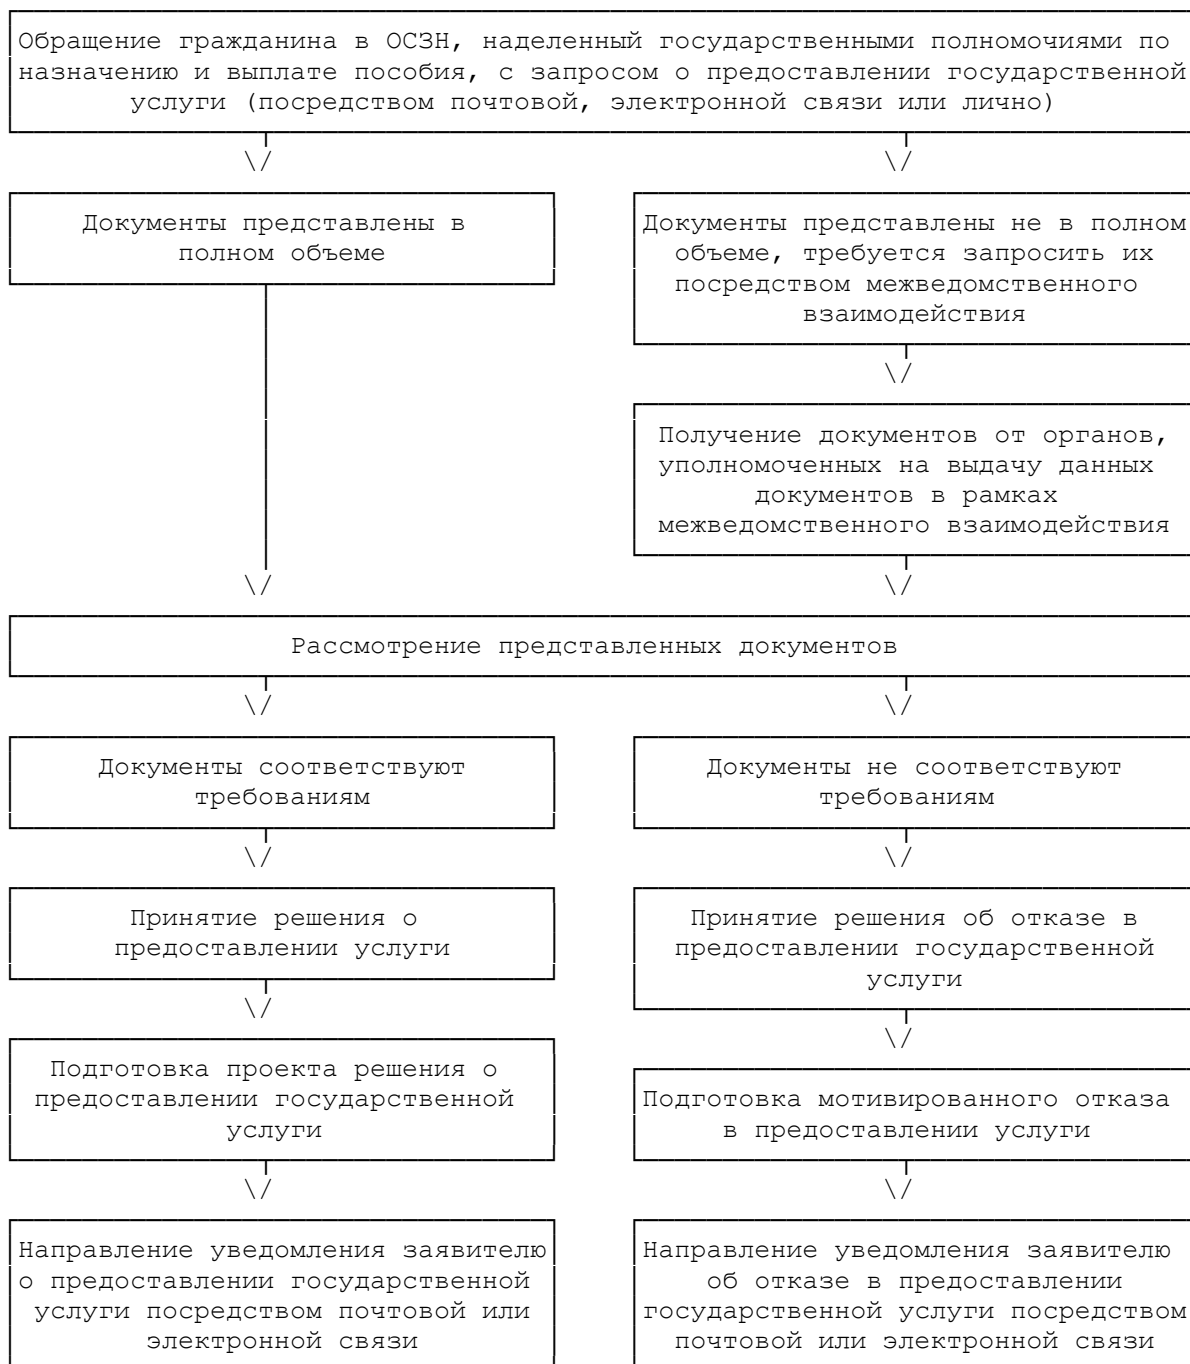 Обращение гражданина в ОСЗН, наделенный государственными полномочиями по
назначению и выплате пособия, с запросом о предоставлении государственной
услуги (посредством почтовой, электронной связи или лично)
Документы представлены в
полном объеме
Документы представлены не в полном
объеме, требуется запросить их
посредством межведомственного
взаимодействия
Получение документов от органов,
уполномоченных на выдачу данных
документов в рамках
межведомственного взаимодействия
Рассмотрение представленных документов
Документы соответствуют
требованиям
Документы не соответствуют
требованиям
Принятие решения о
предоставлении услуги
Принятие решения об отказе в
предоставлении государственной
услуги
Подготовка проекта решения о
предоставлении государственной
услуги
Подготовка мотивированного отказа
в предоставлении услуги
Направление уведомления заявителю
о предоставлении государственной
услуги посредством почтовой или
электронной связи
Направление уведомления заявителю
об отказе в предоставлении
государственной услуги посредством
почтовой или электронной связи